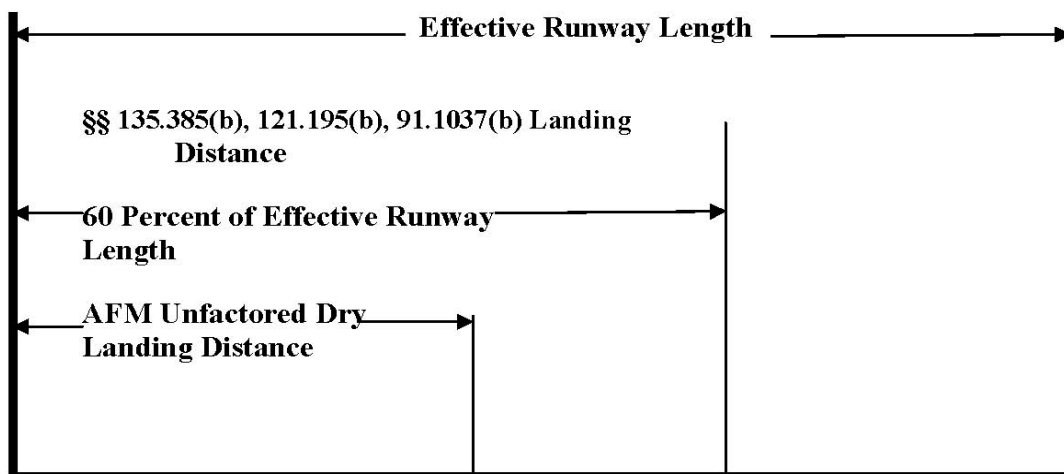 Effective Runway Length
§§ 135.385(b), 121.195(b), 91.1037(b) Landing
Distance
60 Percent of Effective Runway
Length
AFM Unfactored Dry
Landing Distance